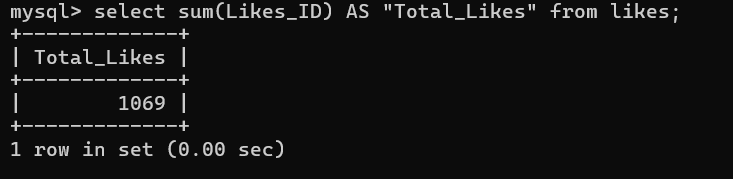 mysql> select sum(Likes_ID) AS "Total_Likes" from likes;
+-------------+
| Total_Likes |
+-------------+
|        1069 |
+-------------+
1 row in set (0.00 sec)